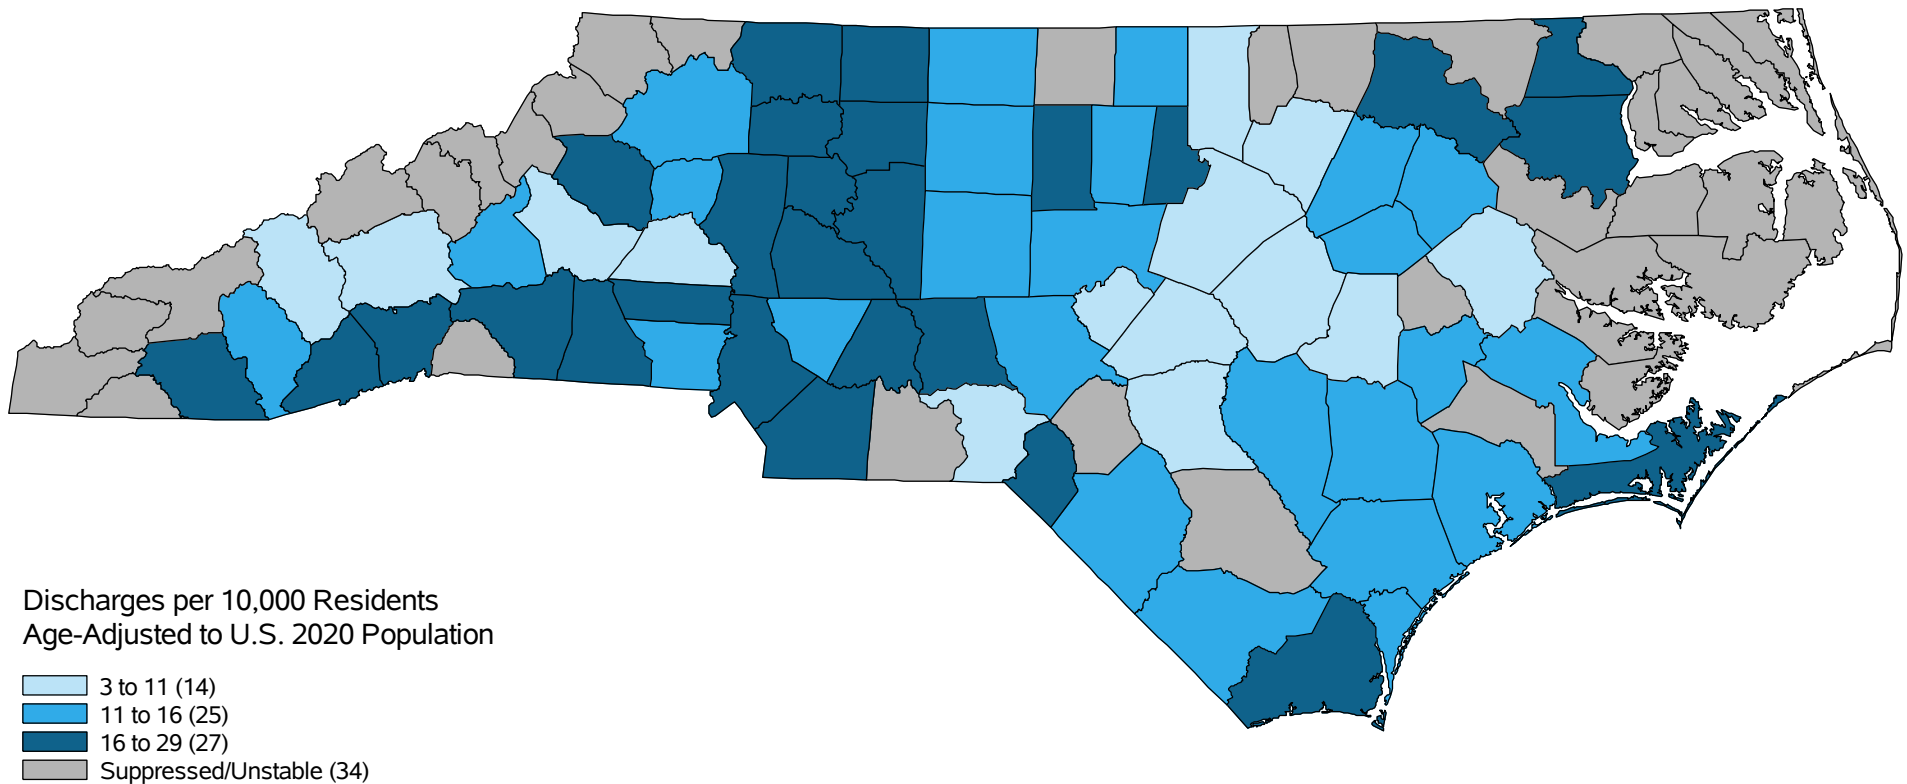 Discharges per 10,000 Residents
Age-Adjusted to U.S. 2020 Population
3 to 11 (14)
11 to 16 (25)
16 to 29 (27)
Suppressed/Unstable (34)